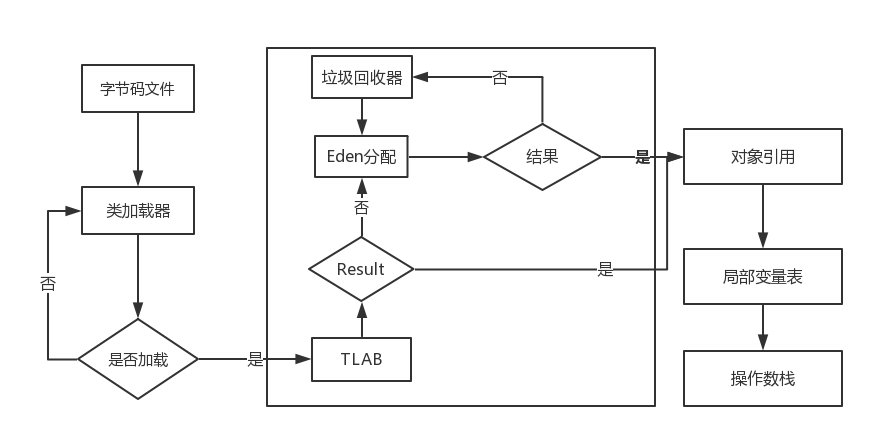 字节码文件
类加载器
否
是否加载
是
垃圾回收器
否
Eden分配
结果
是
否
Result
是
TLAB
对象引用
局部变量表
操作数栈